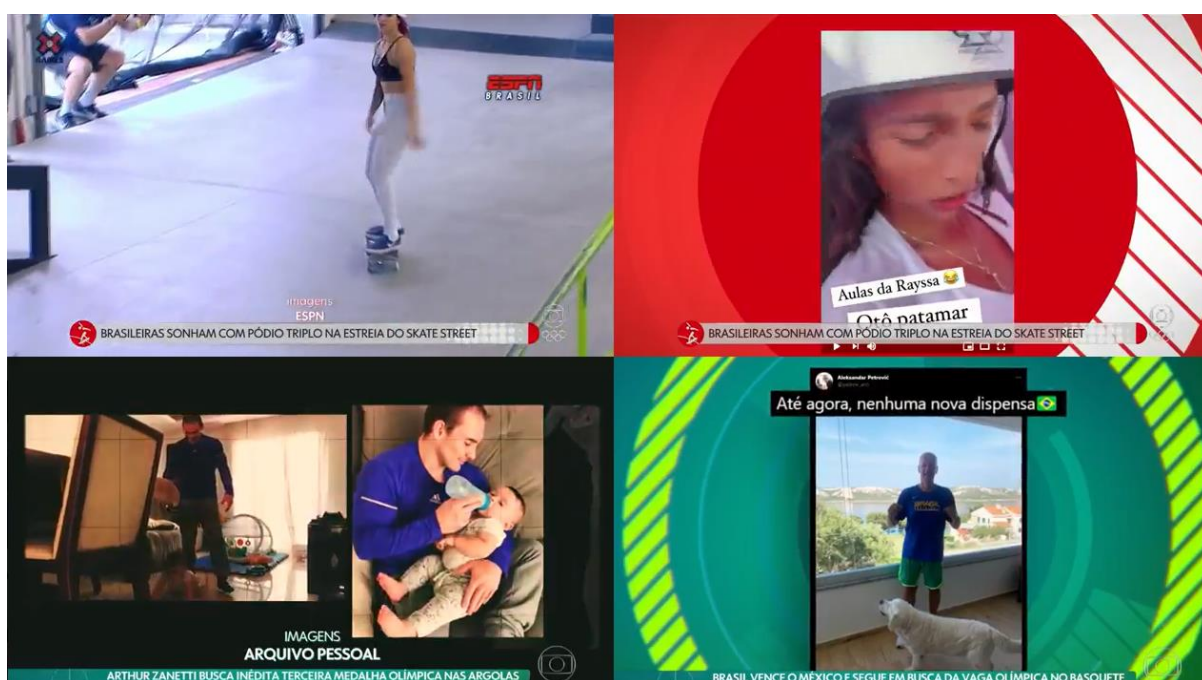 ESPN
BRASIL
imagens
ESPN
BRASILEIRAS SONHAM COM PÓDIO TRIPLO NA ESTREIA DO SKATE STREET
Aulas da Rayssa 😂
Otô patamar
BRASILEIRAS SONHAM COM PÓDIO TRIPLO NA ESTREIA DO SKATE STREET
IMAGENS
ARQUIVO PESSOAL
ARTHUR ZANETTI BUSCA INÉDITA TERCEIRA MEDALHA OLÍMPICA NAS ARGOLAS
Aleksandar Petrović
Até agora, nenhuma nova dispensa🇧🇷
BRASIL VENCE O MÉXICO E SEGUE EM BUSCA DA VAGA OLÍMPICA NO BASQUETE